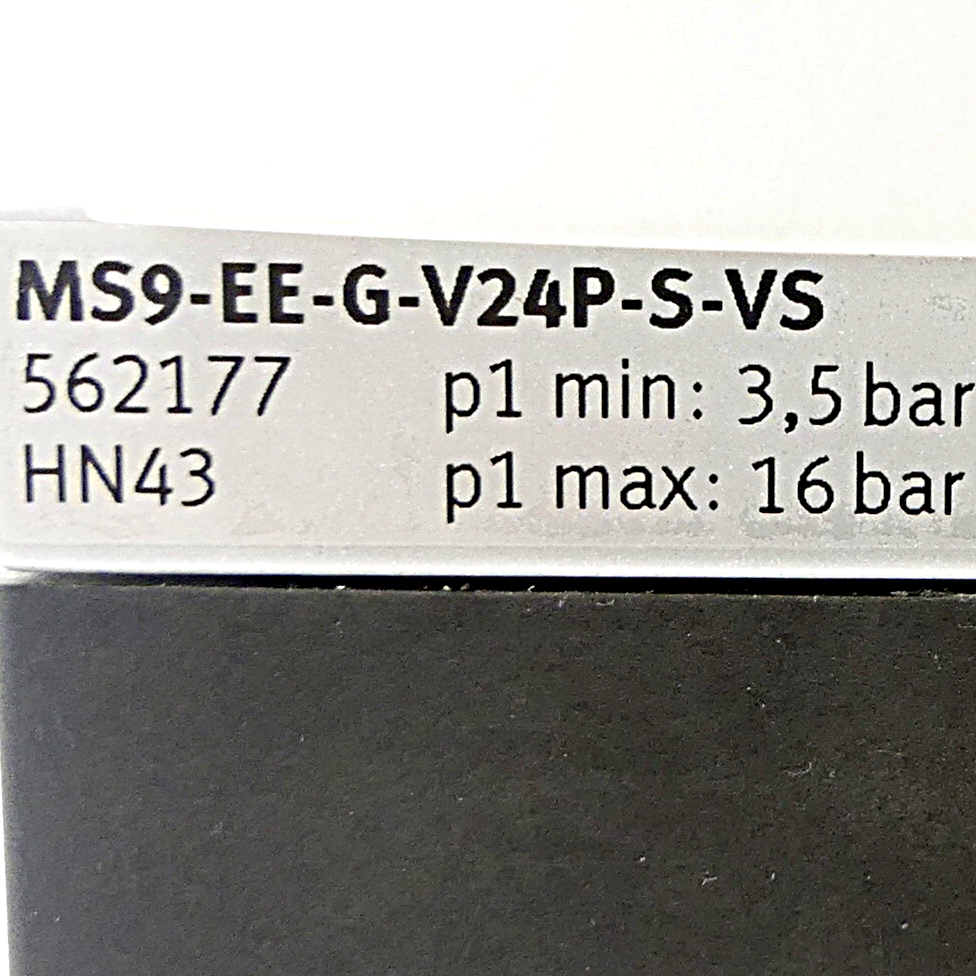 MS9-EE-G-V24P-S-VS
562177 p1 min: 3,5 bar
HN43 p1 max: 16 bar